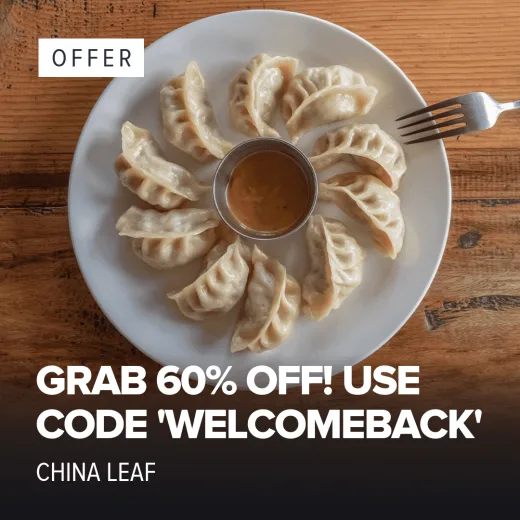 OFFER
GRAB 60% OFF! USE
CODE 'WELCOMEBACK'
CHINA LEAF